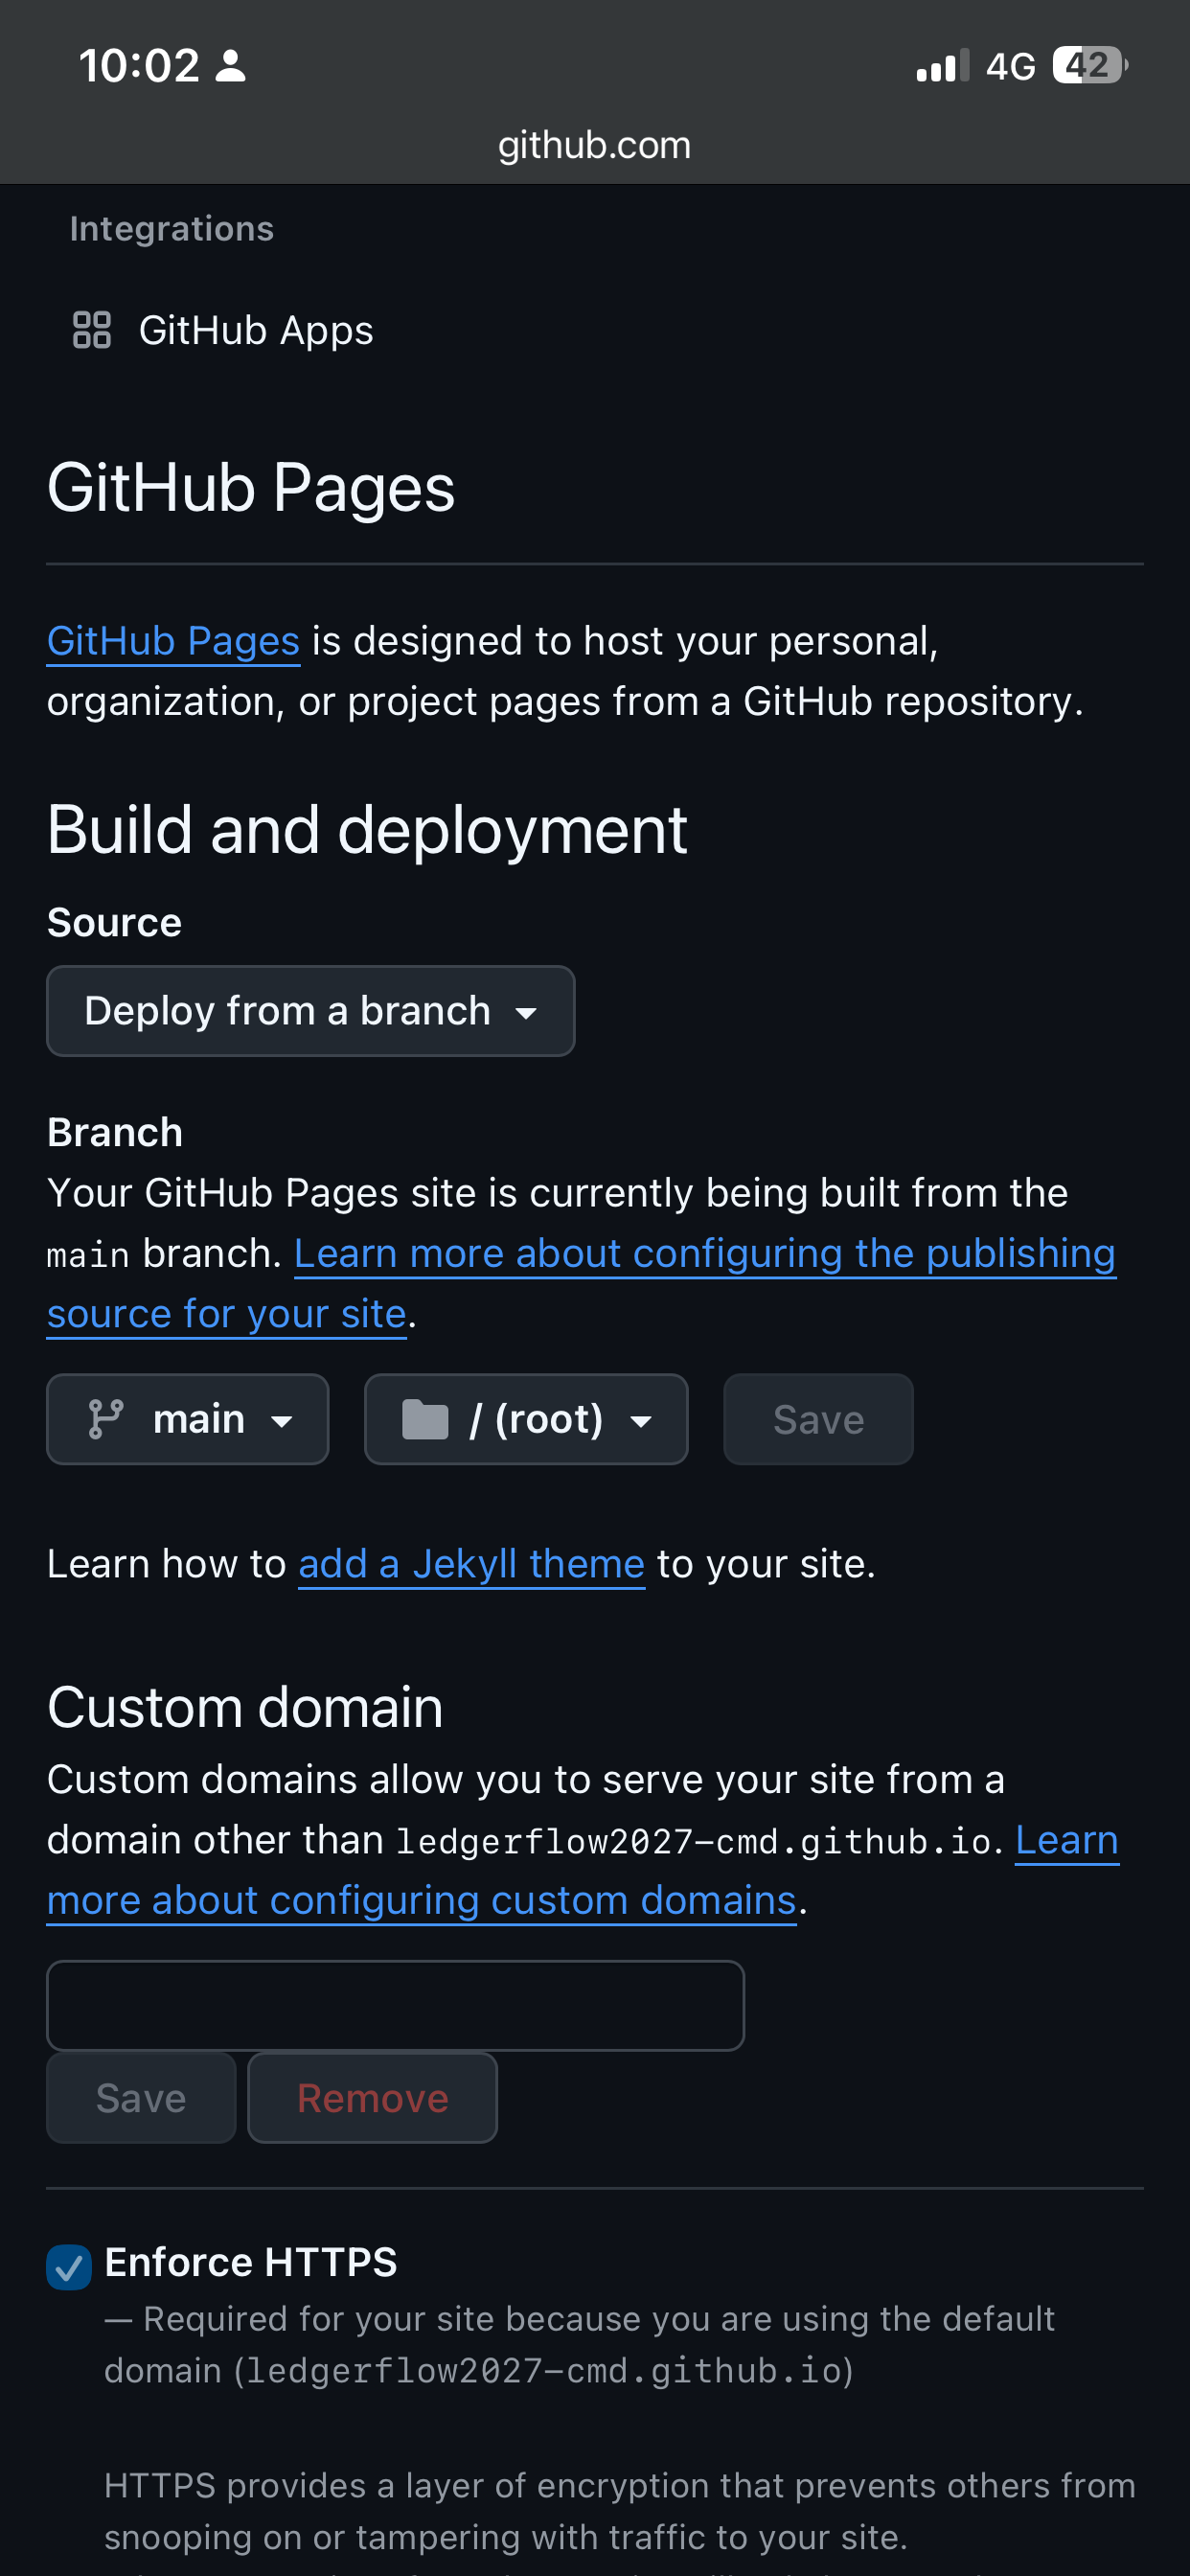 10:02
4G 42
github.com
Integrations
GitHub Apps
GitHub Pages
GitHub Pages is designed to host your personal,
organization, or project pages from a GitHub repository.
Build and deployment
Source
Deploy from a branch
Branch
Your GitHub Pages site is currently being built from the
main branch. Learn more about configuring the publishing
source for your site.
main / (root) Save
Learn how to add a Jekyll theme to your site.
Custom domain
Custom domains allow you to serve your site from a
domain other than ledgerflow2027-cmd.github.io. Learn
more about configuring custom domains.
Save Remove
Enforce HTTPS
— Required for your site because you are using the default
domain (ledgerflow2027-cmd.github.io)
HTTPS provides a layer of encryption that prevents others from
snooping on or tampering with traffic to your site.